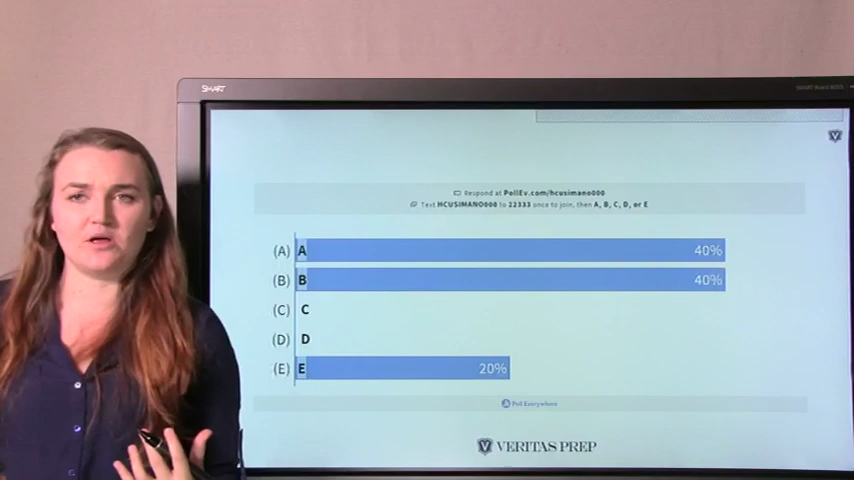 SMART
Respond at PollEv.com/hcusimano000
Text HCUSIMANO000 to 22333 once to join, then A, B, C, D, or E
(A) A 40%
(B) B 40%
(C) C
(D) D
(E) E 20%
Poll Everywhere
VERITAS PREP